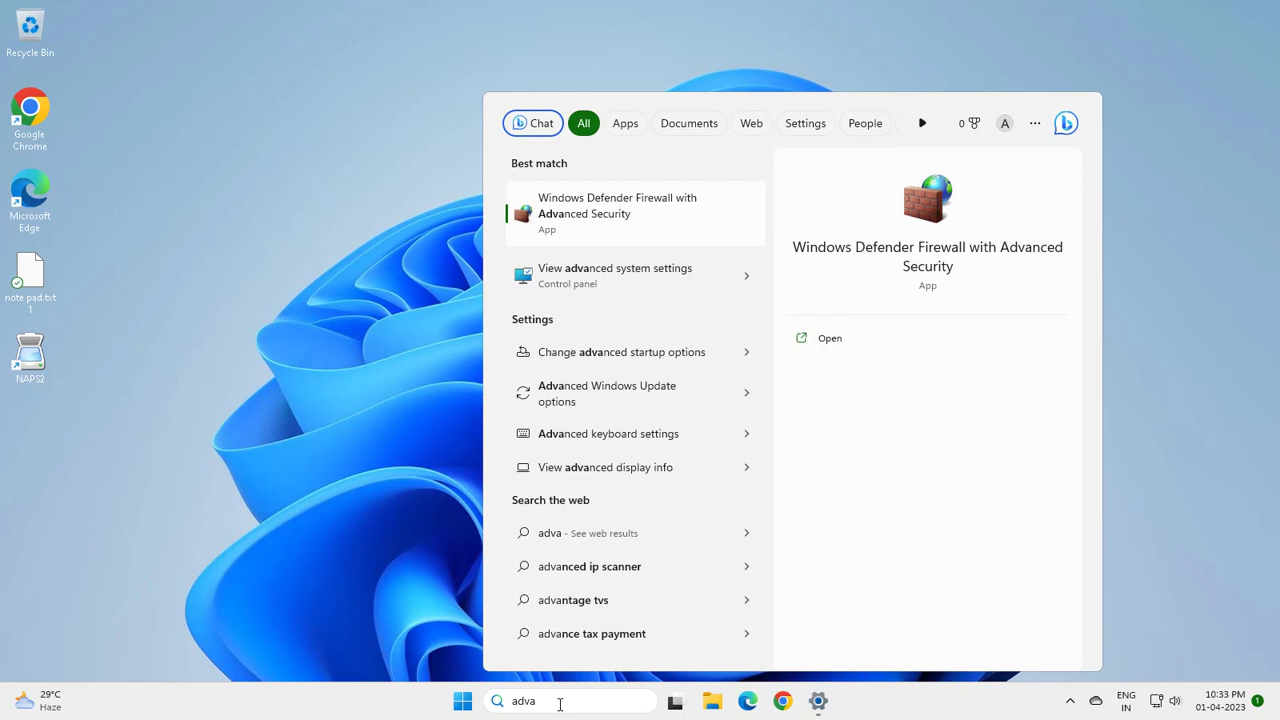 Recycle Bin
Google
Chrome
Microsoft
Edge
note pad.txt
1
NAPS2
Chat
All
Apps
Documents
Web
Settings
People
0
A
...
Best match
Windows Defender Firewall with
Advanced Security
App
View advanced system settings
Control panel
Settings
Change advanced startup options
Advanced Windows Update
options
Advanced keyboard settings
View advanced display info
Search the web
adva - See web results
advanced ip scanner
advantage tvs
advance tax payment
Windows Defender Firewall with Advanced
Security
App
Open
29°C
Haze
adva
ENG
IN
10:33 PM
01-04-2023
1